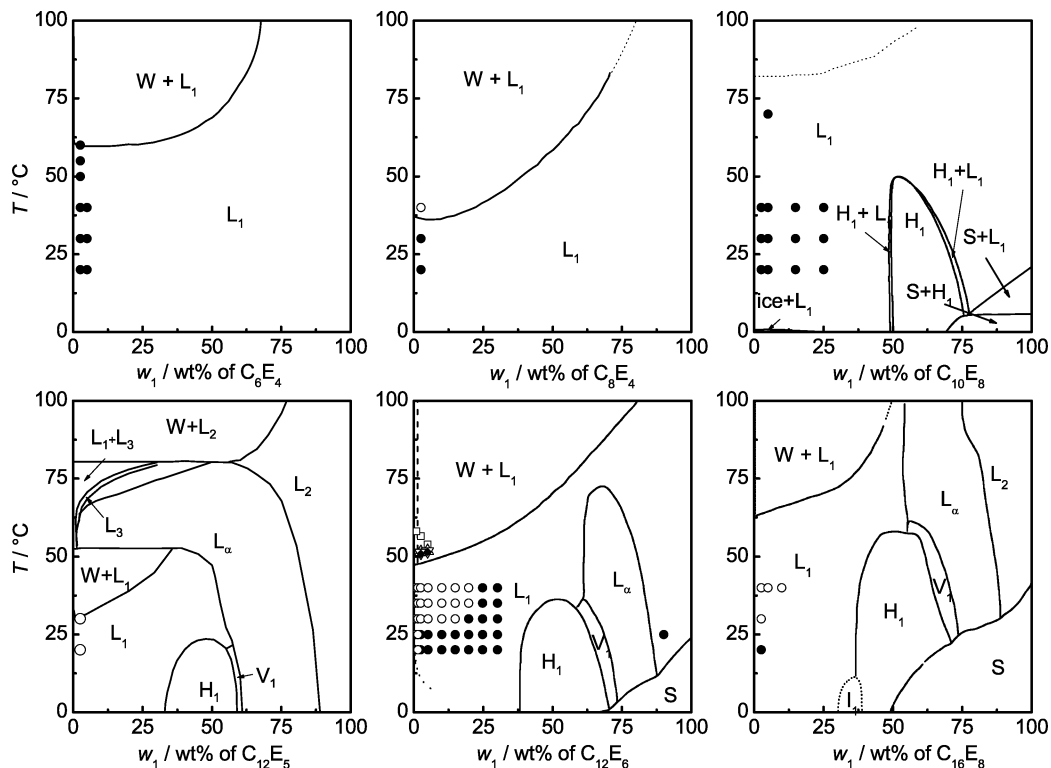 T / °C
100
75
50
25
0
W + L₁
L₁
0 25 50 75 100
w₁ / wt% of C₆E₄
100
75
50
25
0
W + L₁
L₁
0 25 50 75 100
w₁ / wt% of C₈E₄
100
75
50
25
0
L₁
H₁+L₁
H₁+ L₁
H₁
S+L₁
S+H₁
ice+L₁
0 25 50 75 100
w₁ / wt% of C₁₀E₈
T / °C
100
75
50
25
0
W+L₂
L₁+L₃
L₂
L₃
Lα
W+L₁
L₁
V₁
H₁
0 25 50 75 100
w₁ / wt% of C₁₂E₅
100
75
50
25
0
W + L₁
L₁
Lα
V₁
H₁
S
0 25 50 75 100
w₁ / wt% of C₁₂E₆
100
75
50
25
0
W + L₁
L₂
Lα
L₁
V₁
H₁
S
I₁
0 25 50 75 100
w₁ / wt% of C₁₆E₈